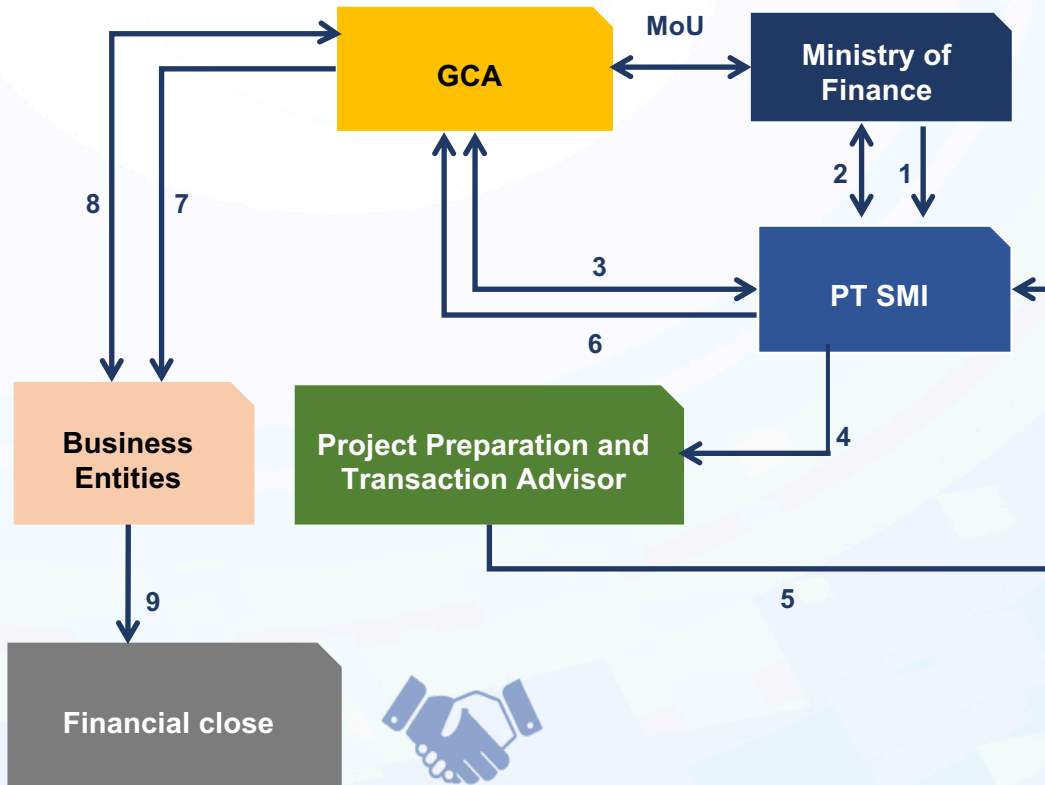 MoU
GCA
Ministry of
Finance
8
7
2
1
3
PT SMI
6
4
Business
Entities
Project Preparation and
Transaction Advisor
9
5
Financial close